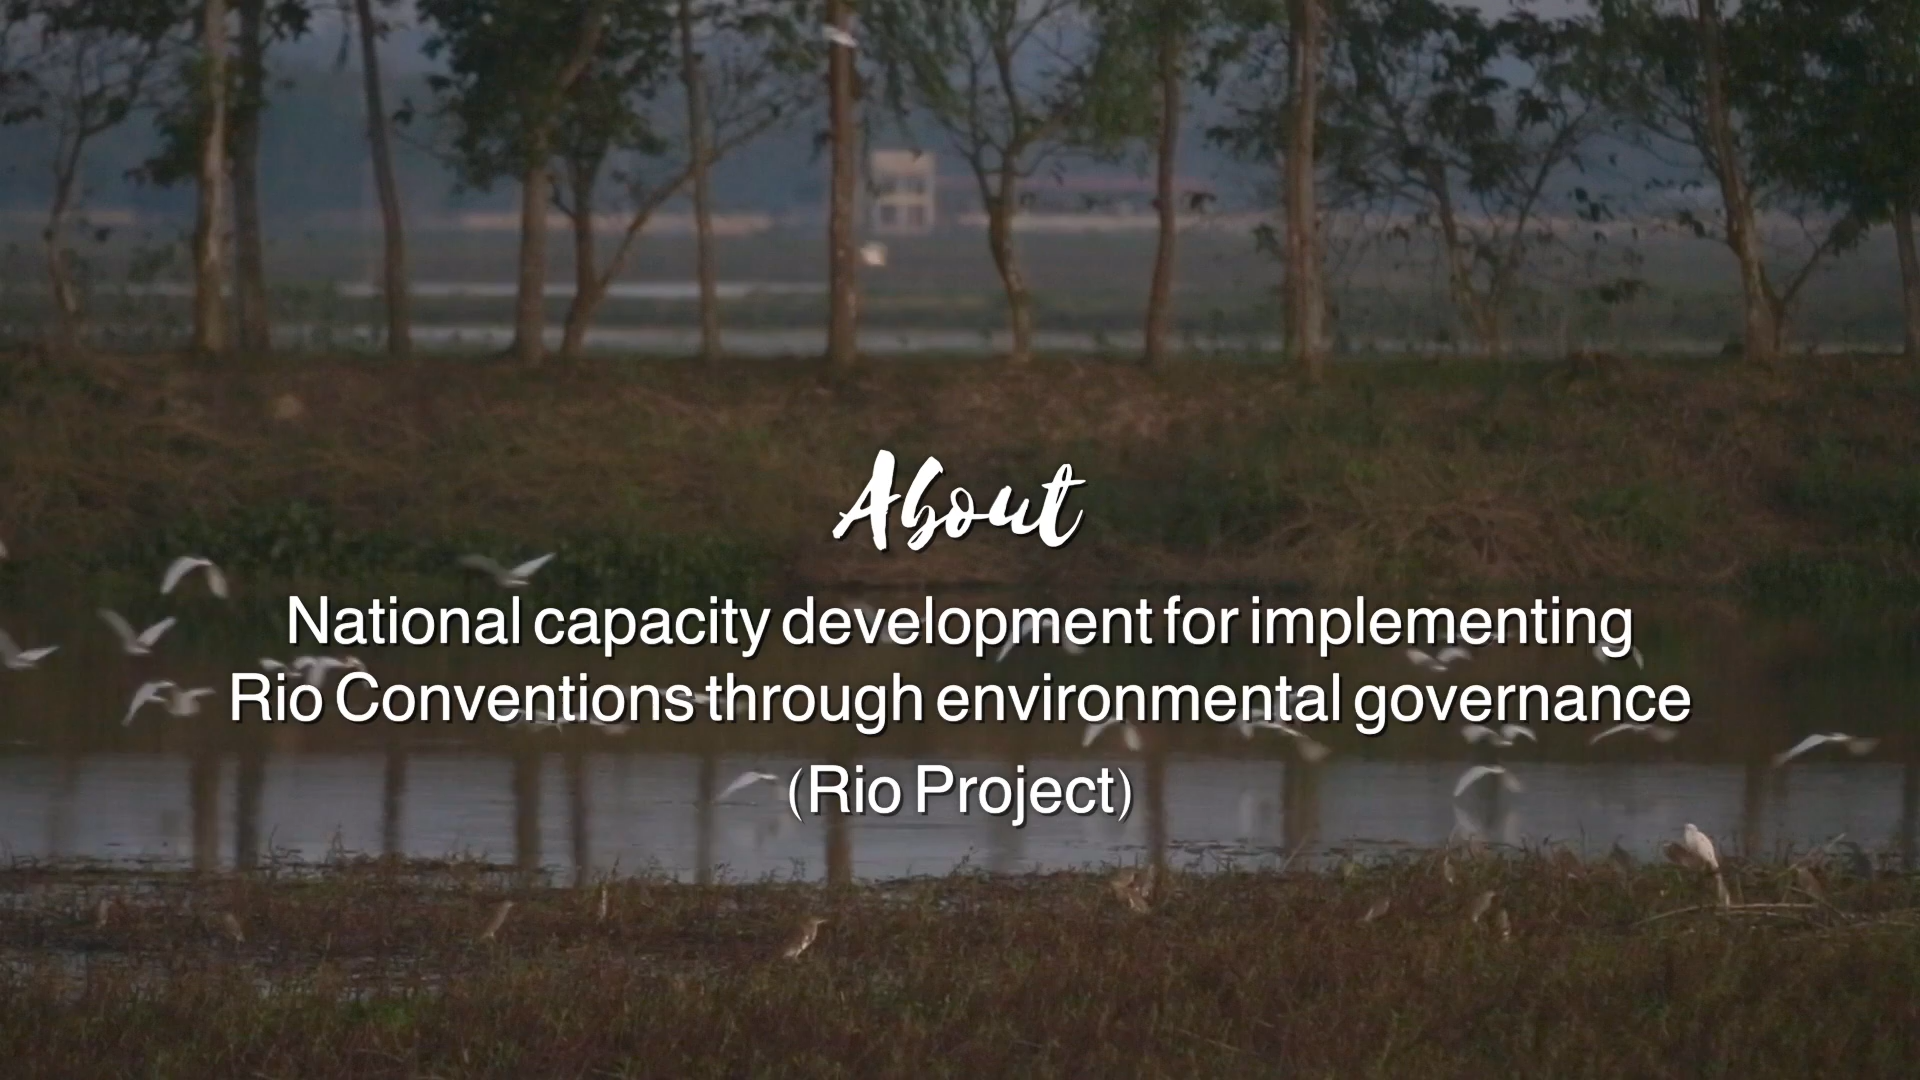 About
National capacity development for implementing
Rio Conventions through environmental governance
(Rio Project)